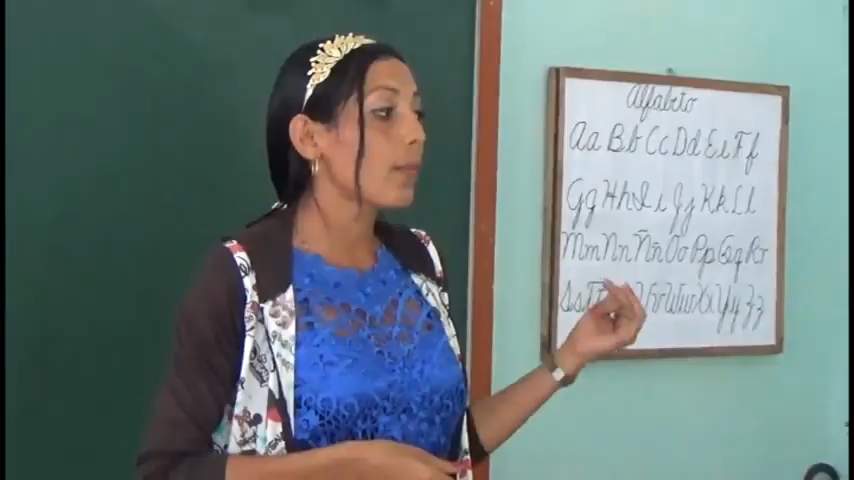 Alfabeto
Aa Bb Cc Dd Ee Ff
Gg Hh Ii Jj Kk Ll
Mm Nn Ññ Oo Pp Qq Rr
Ss Vv Ww Xx Yy Zz